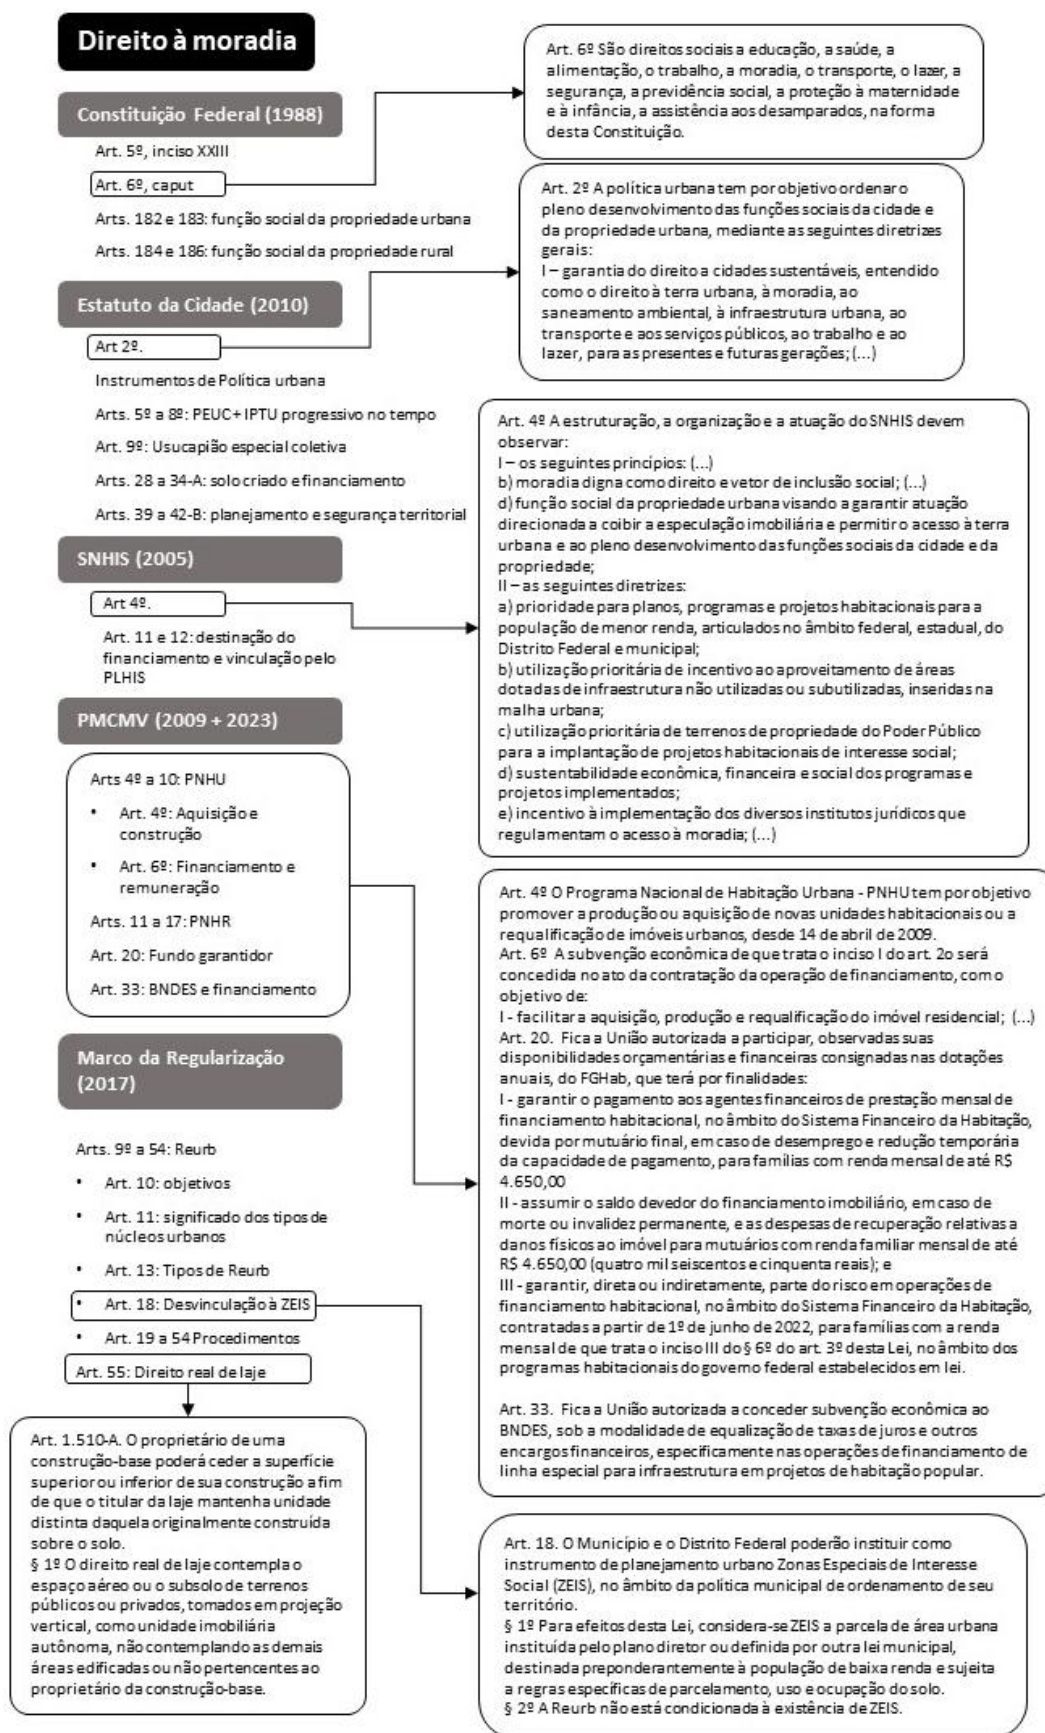 Direito à moradia
Constituição Federal (1988)
Art. 5º, inciso XXIII
Art. 6º, caput
Arts. 182 e 183: função social da propriedade urbana
Arts. 184 e 186: função social da propriedade rural
Art. 6º São direitos sociais a educação, a saúde, a
alimentação, o trabalho, a moradia, o transporte, o lazer, a
segurança, a previdência social, a proteção à maternidade
e à infância, a assistência aos desamparados, na forma
desta Constituição.
Estatuto da Cidade (2010)
Art 2º.
Instrumentos de Política urbana
Arts. 5º a 8º: PEUC+ IPTU progressivo no tempo
Art. 9º: Usucapião especial coletiva
Arts. 28 a 34-A: solo criado e financiamento
Arts. 39 a 42-B: planejamento e segurança territorial
Art. 2º A política urbana tem por objetivo ordenar o
pleno desenvolvimento das funções sociais da cidade e
da propriedade urbana, mediante as seguintes diretrizes
gerais:
I – garantia do direito a cidades sustentáveis, entendido
como o direito à terra urbana, à moradia, ao
saneamento ambiental, à infraestrutura urbana, ao
transporte e aos serviços públicos, ao trabalho e ao
lazer, para as presentes e futuras gerações; (...)
SNHIS (2005)
Art 4º.
Art. 11 e 12: destinação do
financiamento e vinculação pelo
PLHIS
Art. 4º A estruturação, a organização e a atuação do SNHIS devem
observar:
I – os seguintes princípios: (...)
b) moradia digna como direito e vetor de inclusão social; (...)
d) função social da propriedade urbana visando a garantir atuação
direcionada a coibir a especulação imobiliária e permitir o acesso à terra
urbana e ao pleno desenvolvimento das funções sociais da cidade e da
propriedade;
II – as seguintes diretrizes:
a) prioridade para planos, programas e projetos habitacionais para a
população de menor renda, articulados no âmbito federal, estadual, do
Distrito Federal e municipal;
b) utilização prioritária de incentivo ao aproveitamento de áreas
dotadas de infraestrutura não utilizadas ou subutilizadas, inseridas na
malha urbana;
c) utilização prioritária de terrenos de propriedade do Poder Público
para a implantação de projetos habitacionais de interesse social;
d) sustentabilidade econômica, financeira e social dos programas e
projetos implementados;
e) incentivo à implementação dos diversos institutos jurídicos que
regulamentam o acesso à moradia; (...)
PMCMV (2009 + 2023)
Arts 4º a 10: PNHU
• Art. 4º: Aquisição e
construção
• Art. 6º: Financiamento e
remuneração
Arts. 11 a 17: PNHR
Art. 20: Fundo garantidor
Art. 33: BNDES e financiamento
Art. 4º O Programa Nacional de Habitação Urbana - PNHU tem por objetivo
promover a produção ou aquisição de novas unidades habitacionais ou a
requalificação de imóveis urbanos, desde 14 de abril de 2009.
Art. 6º A subvenção econômica de que trata o inciso I do art. 2o será
concedida no ato da contratação da operação de financiamento, com o
objetivo de:
I - facilitar a aquisição, produção e requalificação do imóvel residencial; (...)
Art. 20. Fica a União autorizada a participar, observadas suas
disponibilidades orçamentárias e financeiras consignadas nas dotações
anuais, do FGHab, que terá por finalidades:
I - garantir o pagamento aos agentes financeiros de prestação mensal de
financiamento habitacional, no âmbito do Sistema Financeiro da Habitação,
devida por mutuário final, em caso de desemprego e redução temporária
da capacidade de pagamento, para famílias com renda mensal de até R$
4.650,00
II - assumir o saldo devedor do financiamento imobiliário, em caso de
morte ou invalidez permanente, e as despesas de recuperação relativas a
danos físicos ao imóvel para mutuários com renda familiar mensal de até
R$ 4.650,00 (quatro mil seiscentos e cinquenta reais); e
III - garantir, direta ou indiretamente, parte do risco em operações de
financiamento habitacional, no âmbito do Sistema Financeiro da Habitação,
contratadas a partir de 1º de junho de 2022, para famílias com a renda
mensal de que trata o inciso III do § 6º do art. 3º desta Lei, no âmbito dos
programas habitacionais do governo federal estabelecidos em lei.
Art. 33. Fica a União autorizada a conceder subvenção econômica ao
BNDES, sob a modalidade de equalização de taxas de juros e outros
encargos financeiros, especificamente nas operações de financiamento de
linha especial para infraestrutura em projetos de habitação popular.
Marco da Regularização
(2017)
Arts. 9º a 54: Reurb
• Art. 10: objetivos
• Art. 11: significado dos tipos de
núcleos urbanos
• Art. 13: Tipos de Reurb
• Art. 18: Desvinculação à ZEIS
• Art. 19 a 54 Procedimentos
Art. 55: Direito real de laje
Art. 1.510-A. O proprietário de uma
construção-base poderá ceder a superfície
superior ou inferior de sua construção a fim
de que o titular da laje mantenha unidade
distinta daquela originalmente construída
sobre o solo.
§ 1º O direito real de laje contempla o
espaço aéreo ou o subsolo de terrenos
públicos ou privados, tomados em projeção
vertical, como unidade imobiliária
autônoma, não contemplando as demais
áreas edificadas ou não pertencentes ao
proprietário da construção-base.
Art. 18. O Município e o Distrito Federal poderão instituir como
instrumento de planejamento urbano Zonas Especiais de Interesse
Social (ZEIS), no âmbito da política municipal de ordenamento de seu
território.
§ 1º Para efeitos desta Lei, considera-se ZEIS a parcela de área urbana
instituída pelo plano diretor ou definida por outra lei municipal,
destinada preponderantemente à população de baixa renda e sujeita
a regras específicas de parcelamento, uso e ocupação do solo.
§ 2º A Reurb não está condicionada à existência de ZEIS.